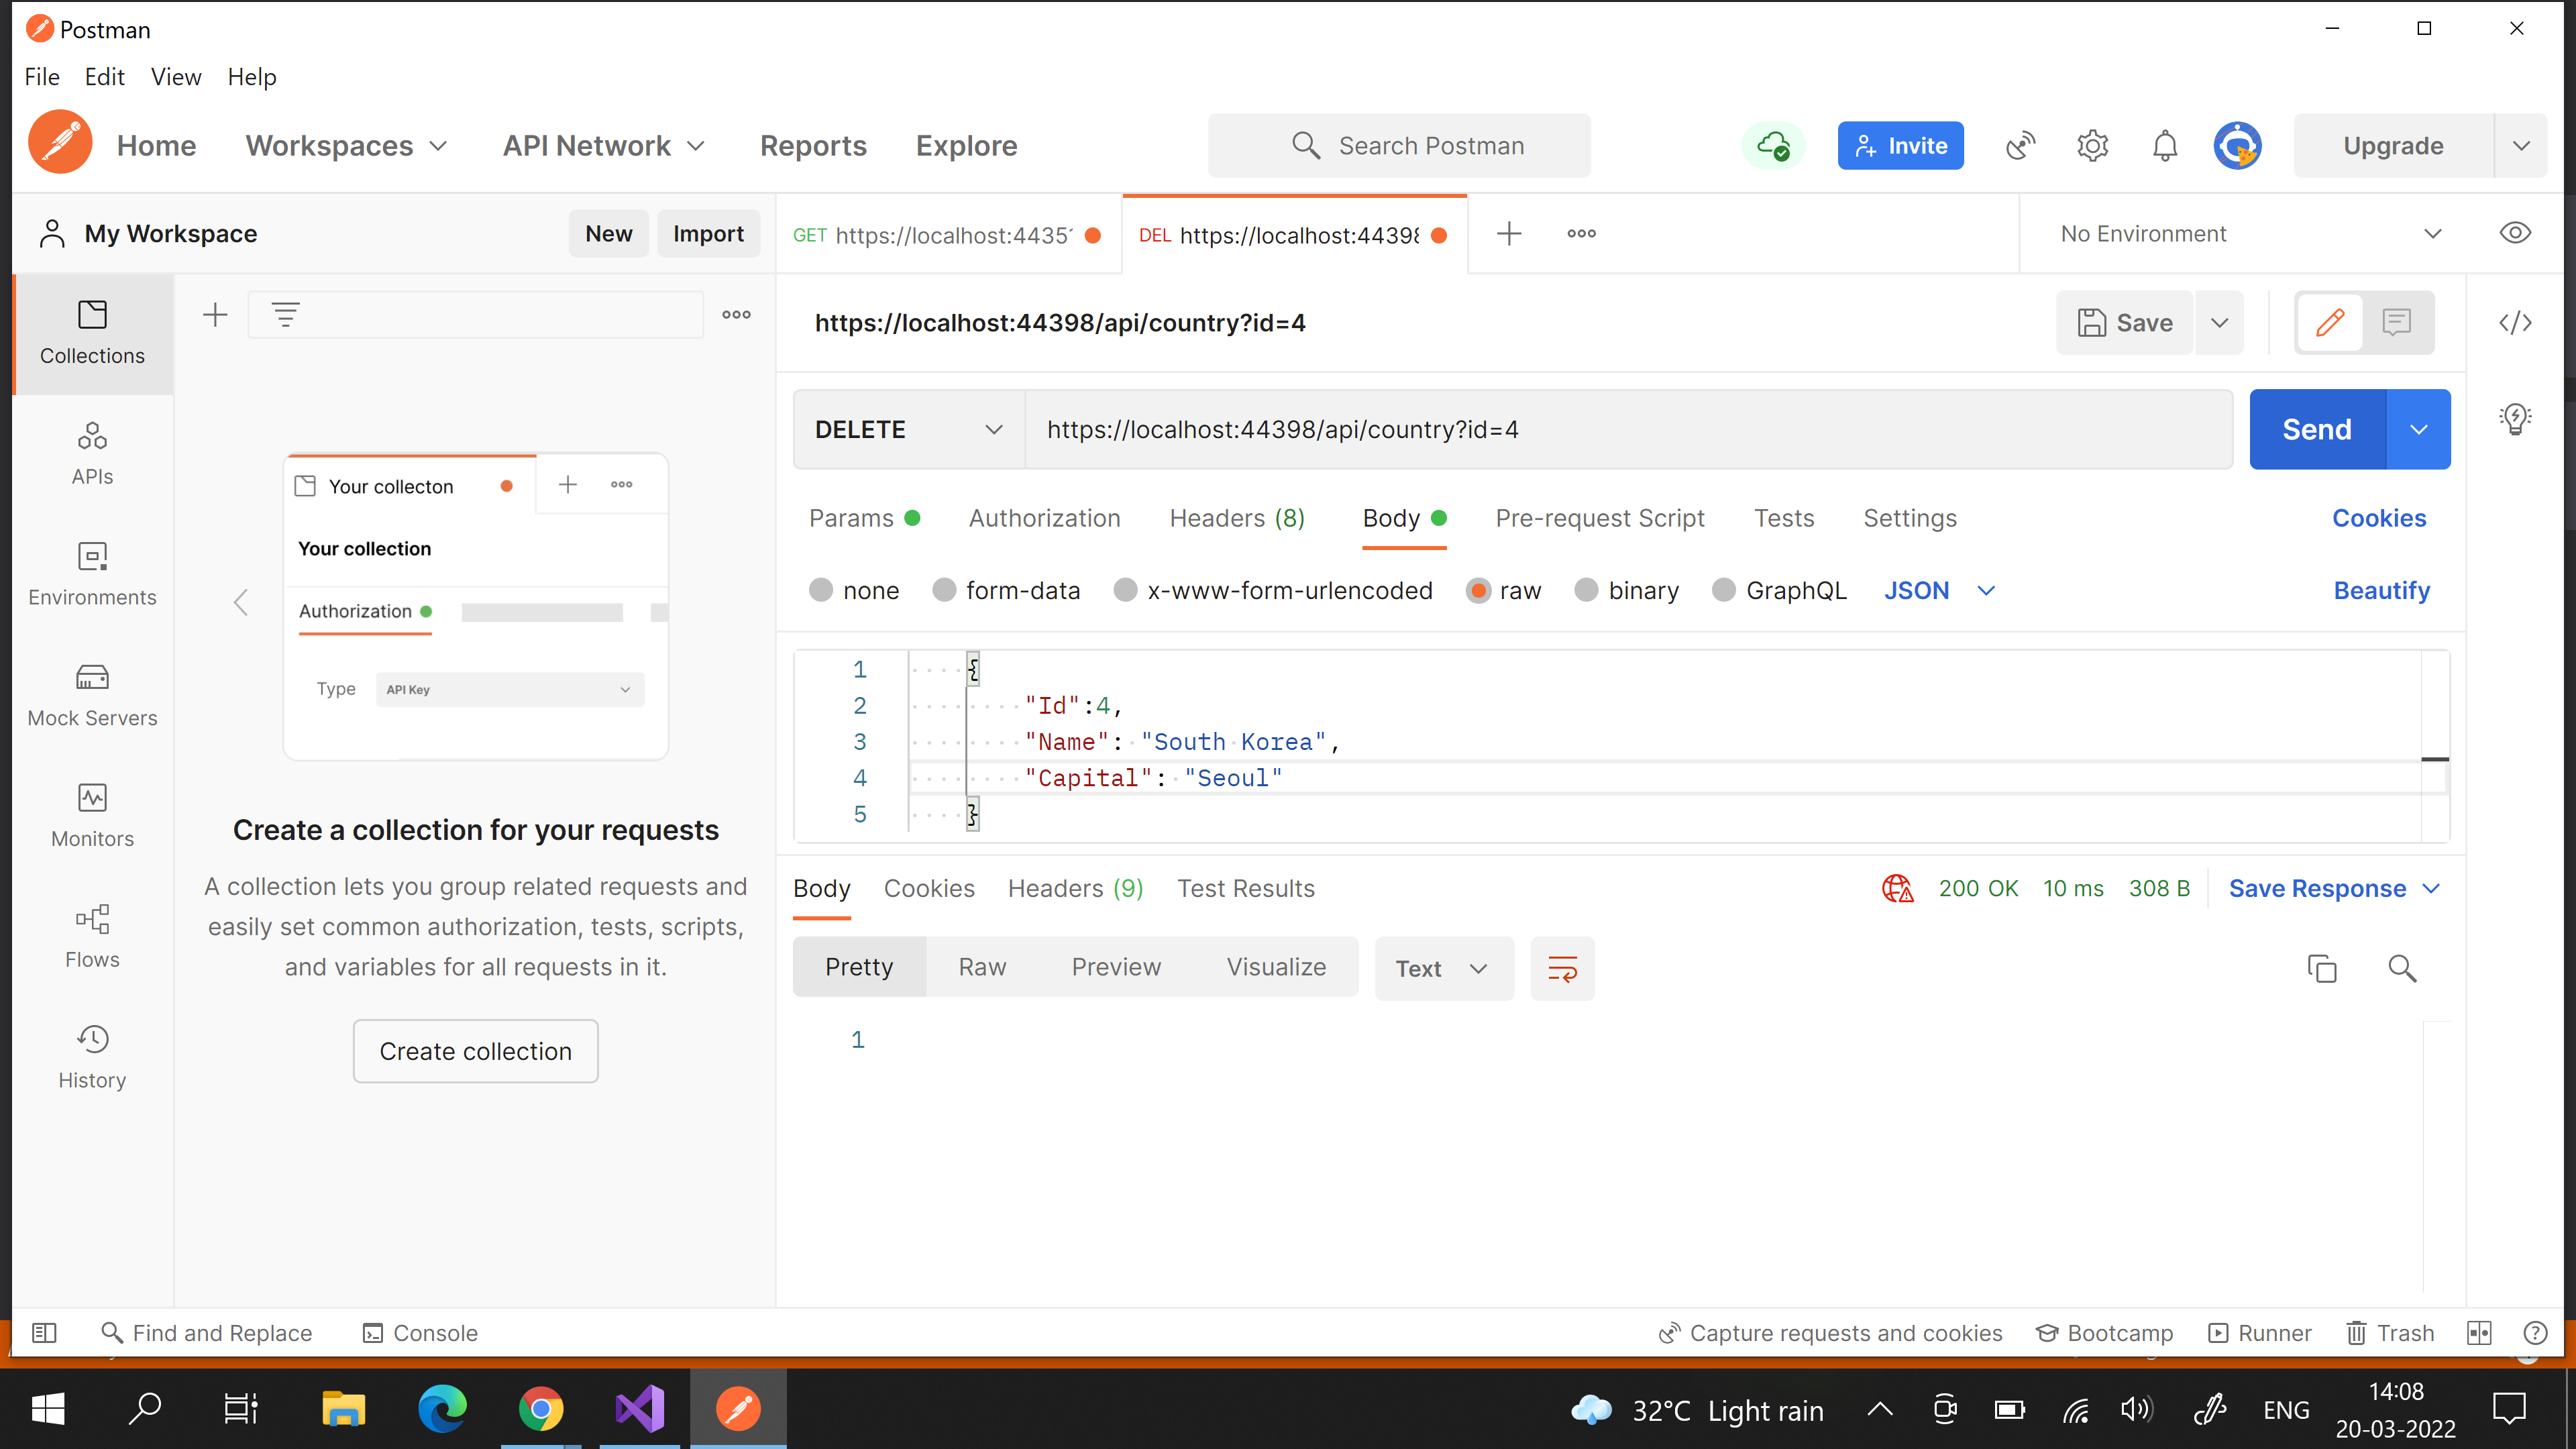 Postman
File Edit View Help
Home Workspaces API Network Reports Explore Search Postman Invite Upgrade
My Workspace New Import GET https://localhost:4435 DEL https://localhost:44398 No Environment
Collections
APIs
Environments
Mock Servers
Monitors
Flows
History
Your collecton
Your collection
Authorization
Type API Key
Create a collection for your requests
A collection lets you group related requests and
easily set common authorization, tests, scripts,
and variables for all requests in it.
Create collection
https://localhost:44398/api/country?id=4 Save
DELETE https://localhost:44398/api/country?id=4 Send
Params Authorization Headers (8) Body Pre-request Script Tests Settings Cookies
none form-data x-www-form-urlencoded raw binary GraphQL JSON Beautify
1 {
2 "Id":4,
3 "Name": "South Korea",
4 "Capital": "Seoul"
5 }
Body Cookies Headers (9) Test Results 200 OK 10 ms 308 B Save Response
Pretty Raw Preview Visualize Text
1
Find and Replace Console Capture requests and cookies Bootcamp Runner Trash
32°C Light rain ENG 14:08
20-03-2022